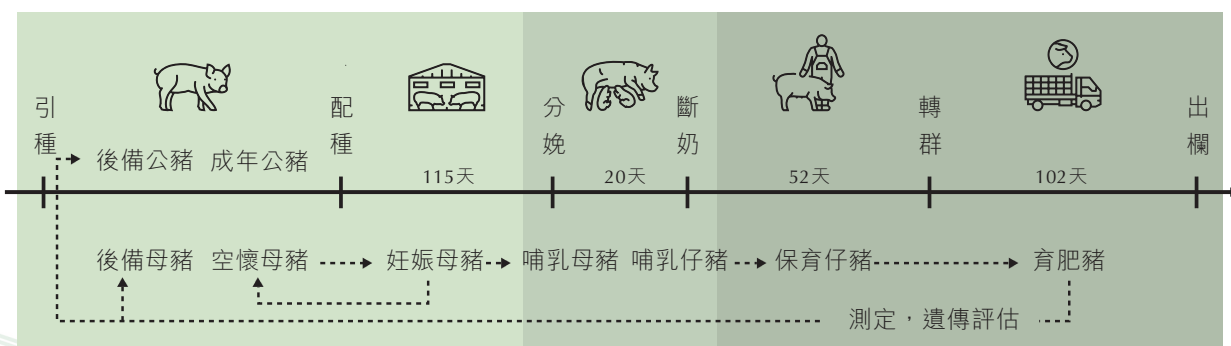 引種
配種
分娩
斷奶
轉群
出欄
後備公豬 成年公豬
115天
20天
52天
102天
後備母豬 空懷母豬 妊娠母豬 哺乳母豬 哺乳仔豬 保育仔豬 育肥豬
測定，遺傳評估